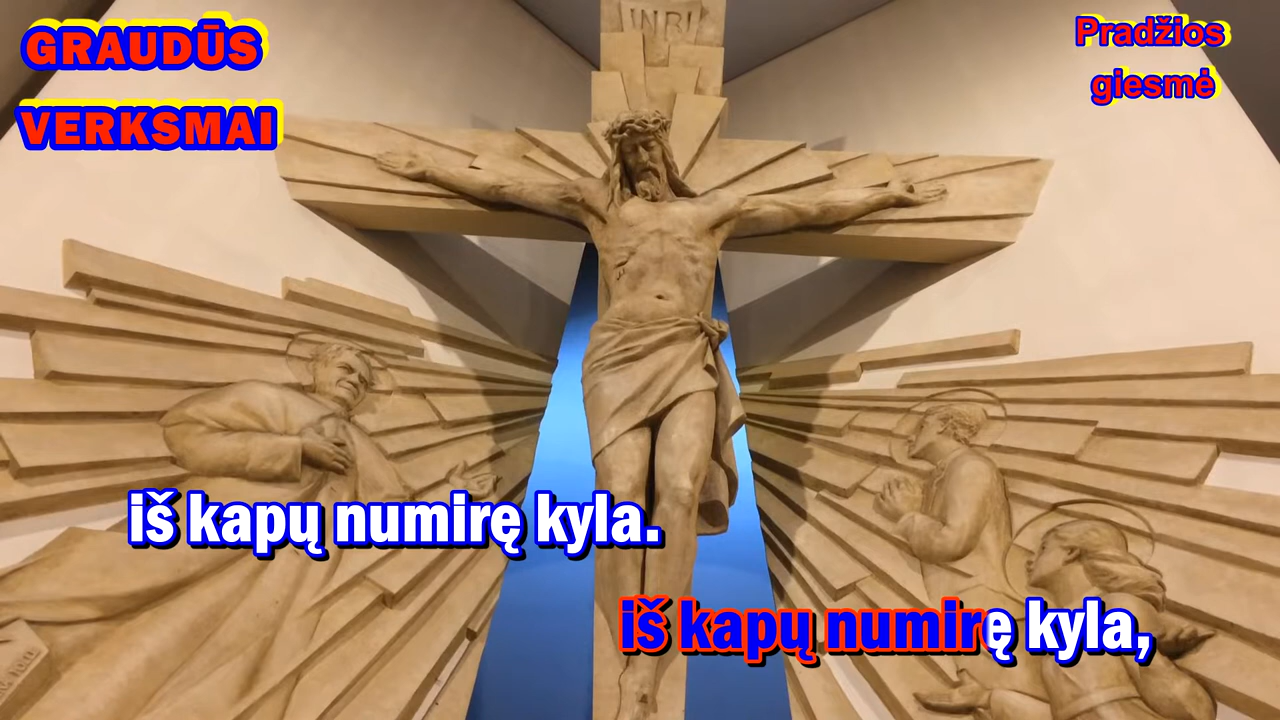 GRAUDŪS
VERKSMAI
Pradžios
giesmė
INRI
iš kapų numirę kyla.
iš kapų numirę kyla,